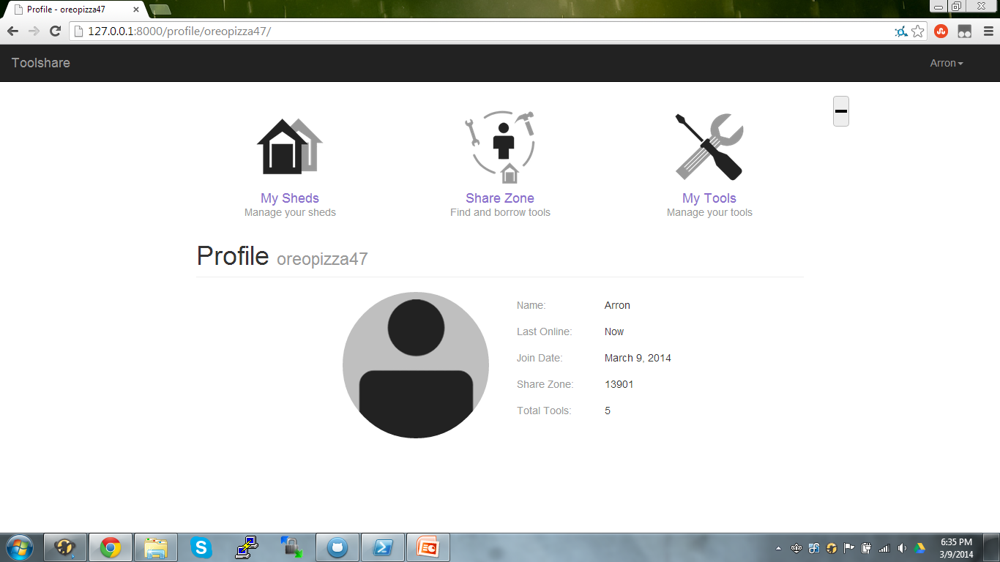 Profile - oreopizza47
127.0.0.1:8000/profile/oreopizza47/
Toolshare
Arron
My Sheds
Manage your sheds
Share Zone
Find and borrow tools
My Tools
Manage your tools
Profile oreopizza47
Name: Arron
Last Online: Now
Join Date: March 9, 2014
Share Zone: 13901
Total Tools: 5
6:35 PM
3/9/2014